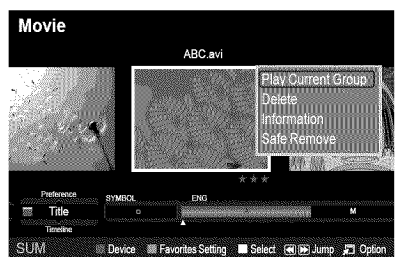 Movie
ABC.avi
Play Current Group
Delete
Information
Safe Remove
★★★
Preference
SYMBOL
ENG
Title
M
Timeline
SUM
Device
Favorites Setting
Select
Jump
Option